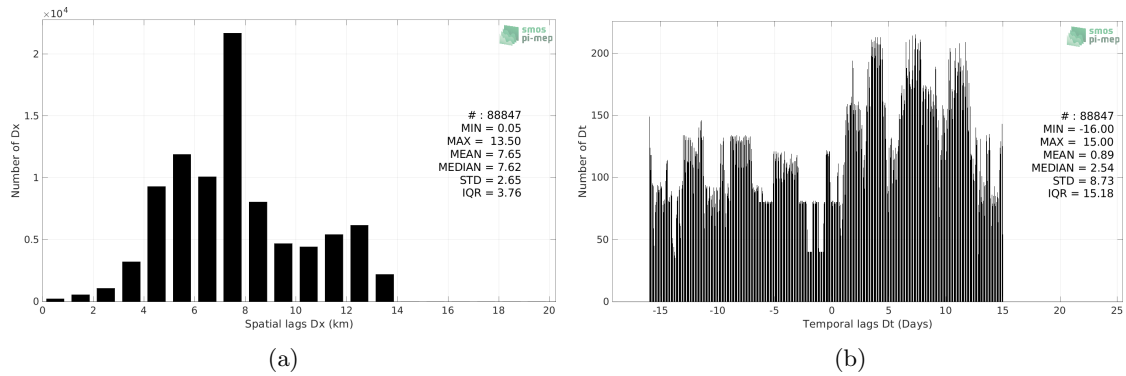 ×10⁴
2
1.5
1
0.5
0
Number of Dx
0 2 4 6 8 10 12 14 16 18 20
Spatial lags Dx (km)
smos
pi-mep
# : 88847
MIN = 0.05
MAX = 13.50
MEAN = 7.65
MEDIAN = 7.62
STD = 2.65
IQR = 3.76
(a)
200
150
100
50
0
Number of Dt
-15 -10 -5 0 5 10 15 20 25
Temporal lags Dt (Days)
smos
pi-mep
# : 88847
MIN = -16.00
MAX = 15.00
MEAN = 0.89
MEDIAN = 2.54
STD = 8.73
IQR = 15.18
(b)